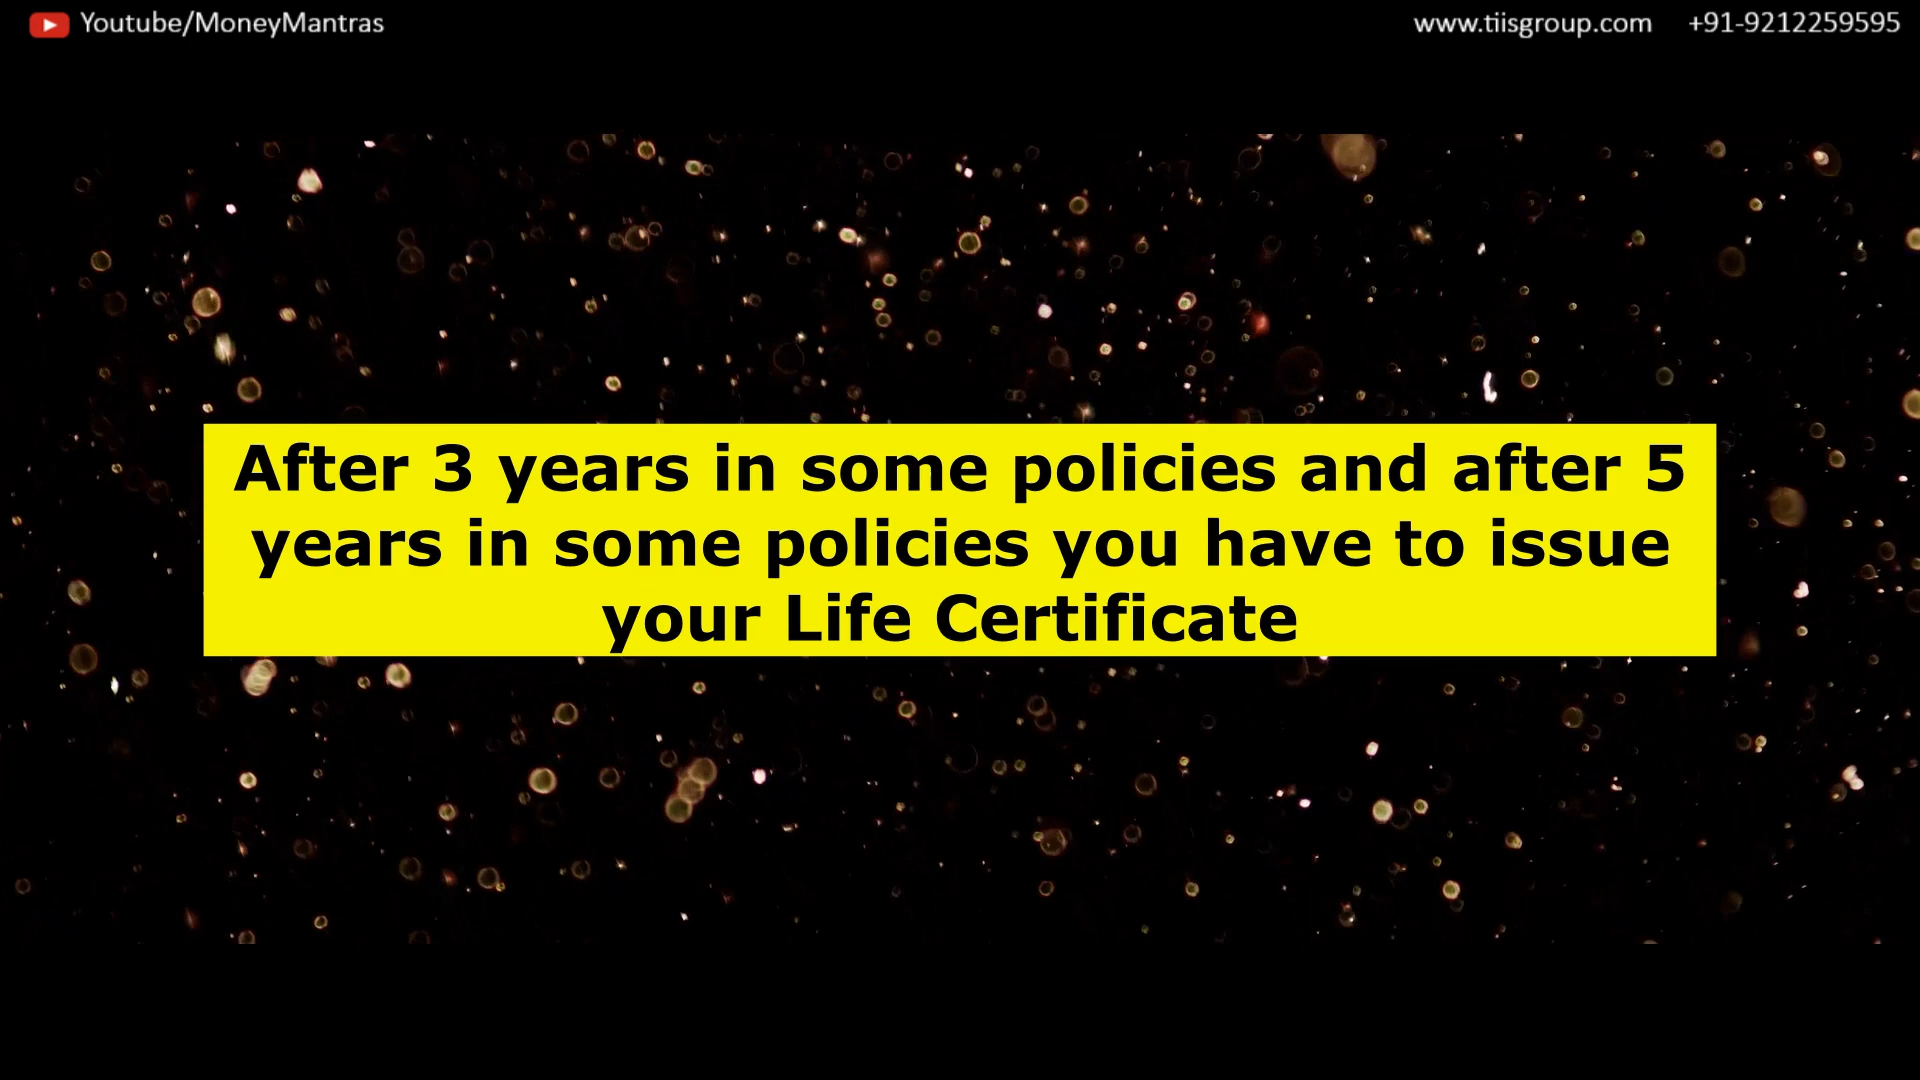 Youtube/MoneyMantras
www.tiisgroup.com +91-9212259595
After 3 years in some policies and after 5
years in some policies you have to issue
your Life Certificate